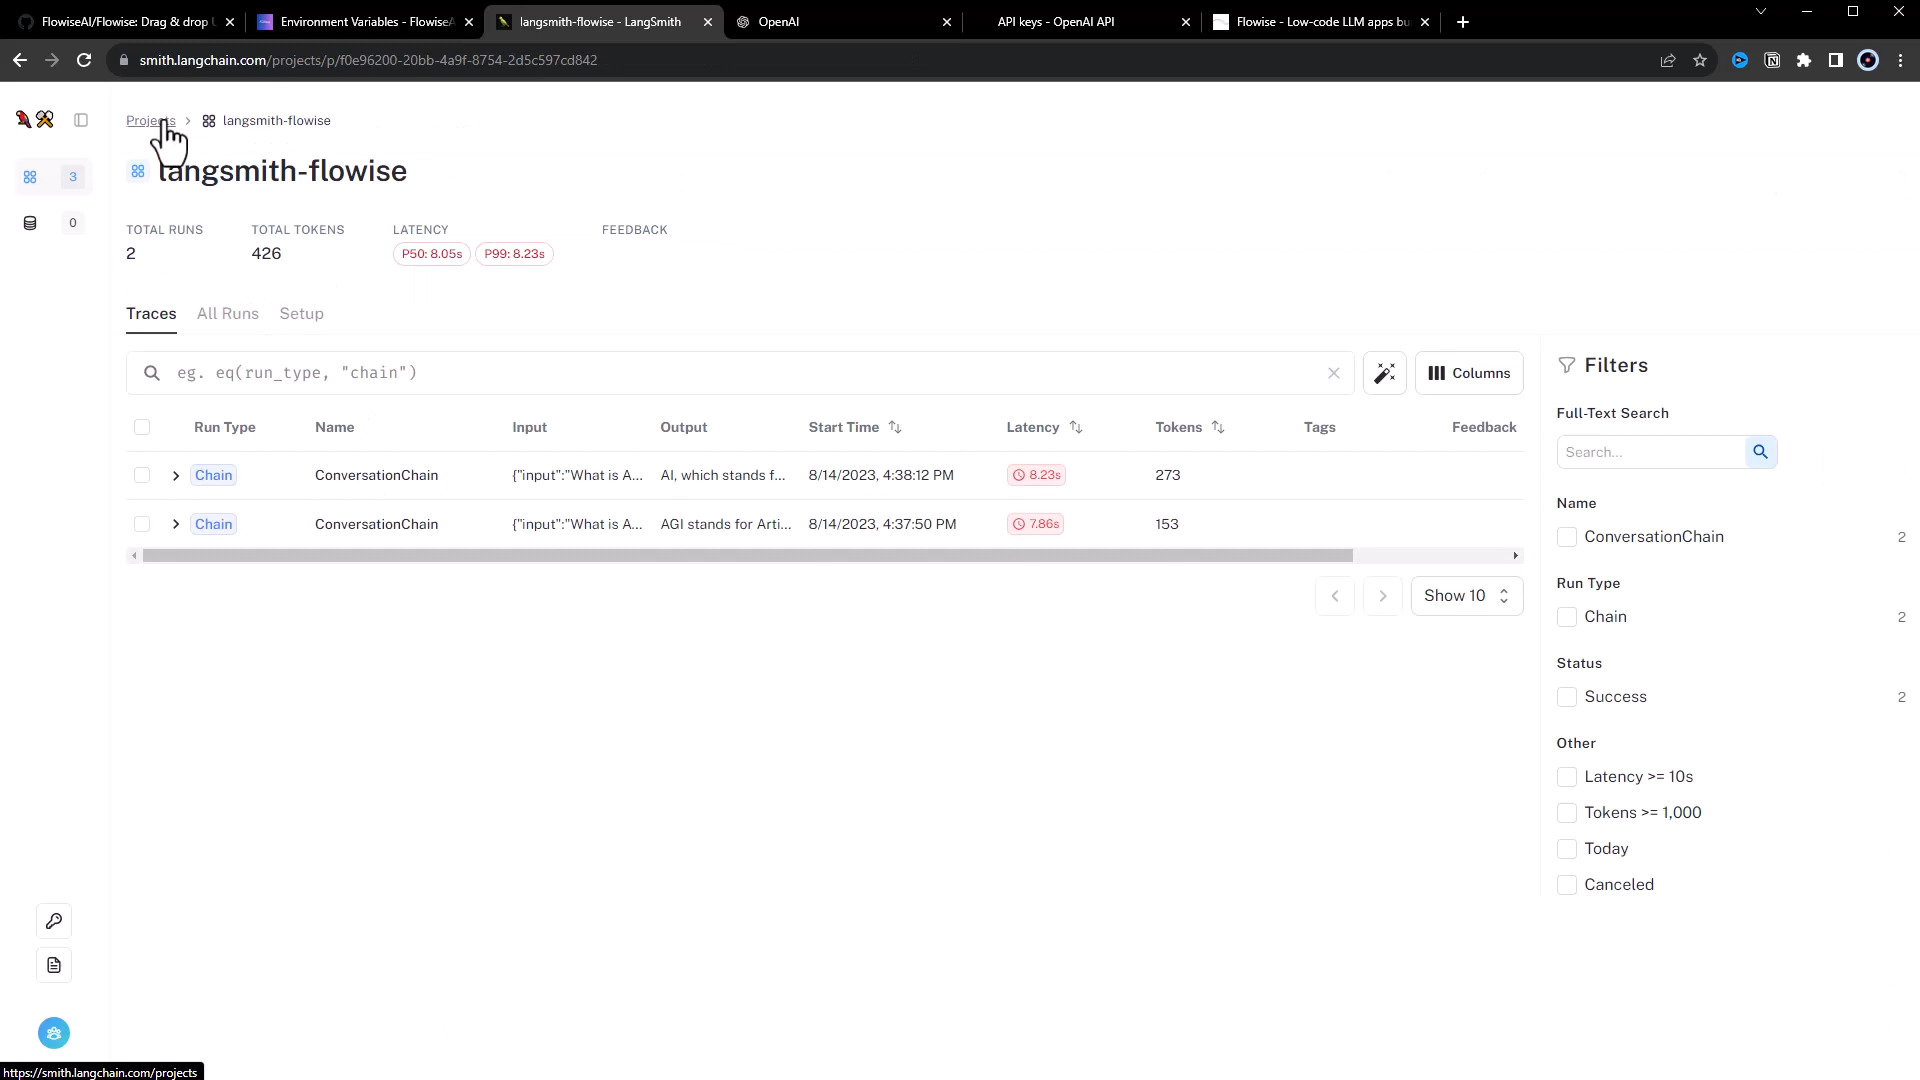 FlowiseAI/Flowise: Drag & drop U
Environment Variables - FlowiseA
langsmith-flowise - LangSmith
OpenAI
API keys - OpenAI API
Flowise - Low-code LLM apps bu
smith.langchain.com/projects/p/f0e96200-20bb-4a9f-8754-2d5c597cd842
Projects > langsmith-flowise
langsmith-flowise
3
0
TOTAL RUNS TOTAL TOKENS LATENCY FEEDBACK
2 426 P50: 8.05s P99: 8.23s
Traces All Runs Setup
eg. eq(run_type, "chain")
Columns
Run Type Name Input Output Start Time Latency Tokens Tags Feedback
Chain ConversationChain {"input":"What is A... AI, which stands f... 8/14/2023, 4:38:12 PM 8.23s 273
Chain ConversationChain {"input":"What is A... AGI stands for Arti... 8/14/2023, 4:37:50 PM 7.86s 153
Show 10
Filters
Full-Text Search
Search...
Name
ConversationChain 2
Run Type
Chain 2
Status
Success 2
Other
Latency >= 10s
Tokens >= 1,000
Today
Canceled
https://smith.langchain.com/projects